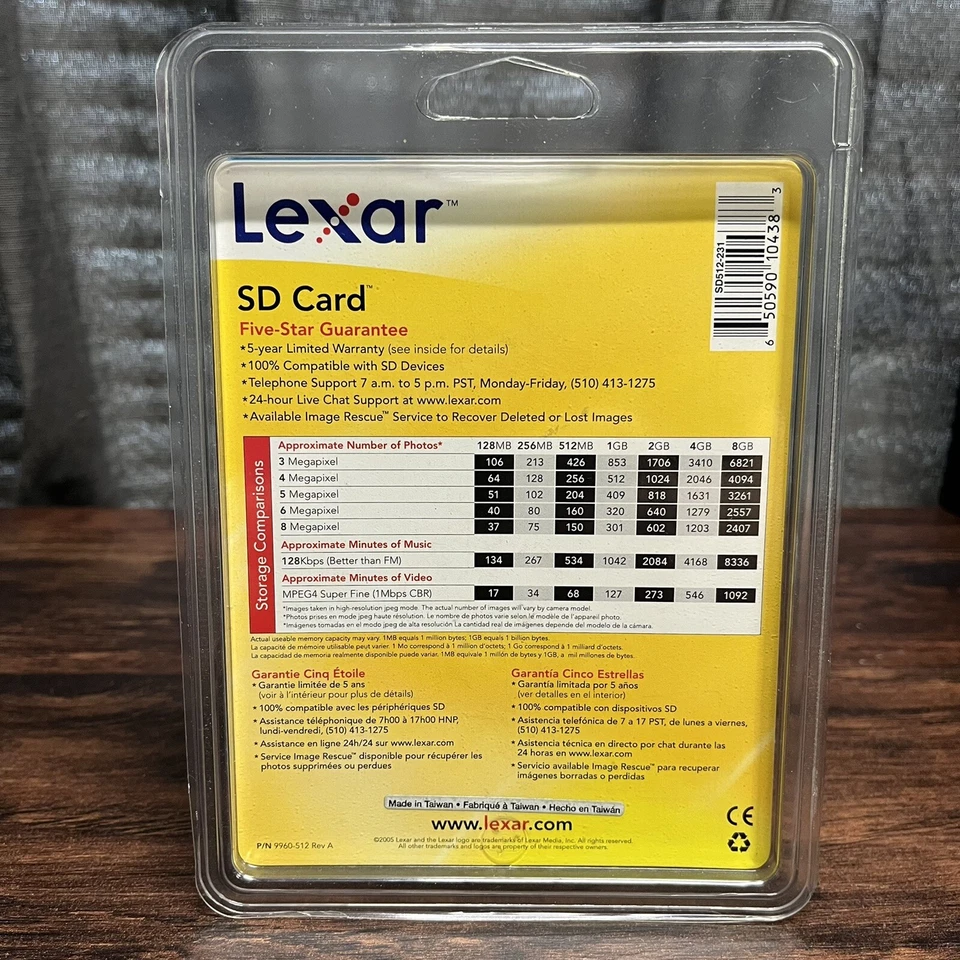 Lexar™
SD512-231
6 50590 10438 3
SD Card™
Five-Star Guarantee
*5-year Limited Warranty (see inside for details)
*100% Compatible with SD Devices
*Telephone Support 7 a.m. to 5 p.m. PST, Monday-Friday, (510) 413-1275
*24-hour Live Chat Support at www.lexar.com
*Available Image Rescue™ Service to Recover Deleted or Lost Images
Storage Comparisons
Approximate Number of Photos* 128MB 256MB 512MB 1GB 2GB 4GB 8GB
3 Megapixel 106 213 426 853 1706 3410 6821
4 Megapixel 64 128 256 512 1024 2046 4094
5 Megapixel 51 102 204 409 818 1631 3261
6 Megapixel 40 80 160 320 640 1279 2557
8 Megapixel 37 75 150 301 602 1203 2407
Approximate Minutes of Music
128Kbps (Better than FM) 134 267 534 1042 2084 4168 8336
Approximate Minutes of Video
MPEG4 Super Fine (1Mbps CBR) 17 34 68 127 273 546 1092
*Images taken in high-resolution jpeg mode. The actual number of images will vary by camera model.
*Photos prises en mode jpeg haute résolution. Le nombre de photos varie selon le modèle de l'appareil photo.
*Imágenes tomadas en el modo jpeg de alta resolución La cantidad real de imágenes depende del modelo de la cámara.
Actual useable memory capacity may vary. 1MB equals 1 million bytes; 1GB equals 1 billion bytes.
La capacité de mémoire utilisable peut varier. 1 Mo correspond à 1 million d'octets; 1 Go correspond à 1 milliard d'octets.
La capacidad de memoria realmente disponible puede variar. 1MB equivale 1 millón de bytes y 1GB, a mil millones de bytes.
Garantie Cinq Étoile
* Garantie limitée de 5 ans
(voir à l'intérieur pour plus de détails)
* 100% compatible avec les périphériques SD
* Assistance téléphonique de 7h00 à 17h00 HNP,
lundi-vendredi, (510) 413-1275
* Assistance en ligne 24h/24 sur www.lexar.com
* Service Image Rescue™ disponible pour récupérer les
photos supprimées ou perdues
Garantía Cinco Estrellas
* Garantía limitada por 5 años
(ver detalles en el interior)
* 100% compatible con dispositivos SD
* Asistencia telefónica de 7 a 17 PST, de lunes a viernes,
(510) 413-1275
* Asistencia técnica en directo por chat durante las
24 horas en www.lexar.com
* Servicio available Image Rescue™ para recuperar
imágenes borradas o perdidas
Made in Taiwan • Fabriqué à Taiwan • Hecho en Taiwán
www.lexar.com
CE
©2005 Lexar and the Lexar logo are trademarks of Lexar Media, Inc. All rights reserved.
All other trademarks and logos are property of their respective owners.
P/N 9960-512 Rev A